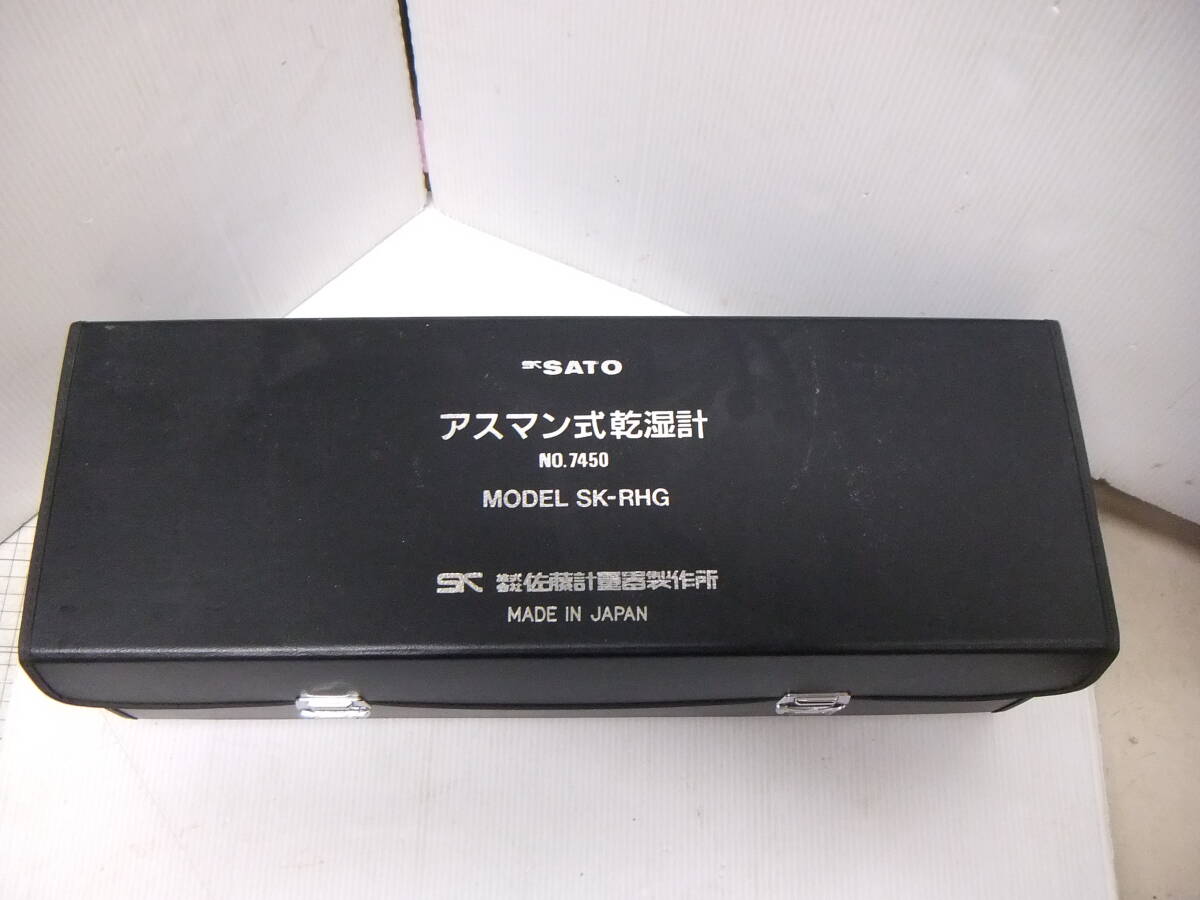 SK SATO
アスマン式乾湿計
NO.7450
MODEL SK-RHG
SK 株式会社 佐藤計量器製作所
MADE IN JAPAN